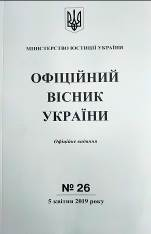 МІНІСТЕРСТВО ЮСТИЦІЇ УКРАЇНИ
ОФІЦІЙНИЙ
ВІСНИК
УКРАЇНИ
Офіційне видання
№ 26
5 квітня 2019 року